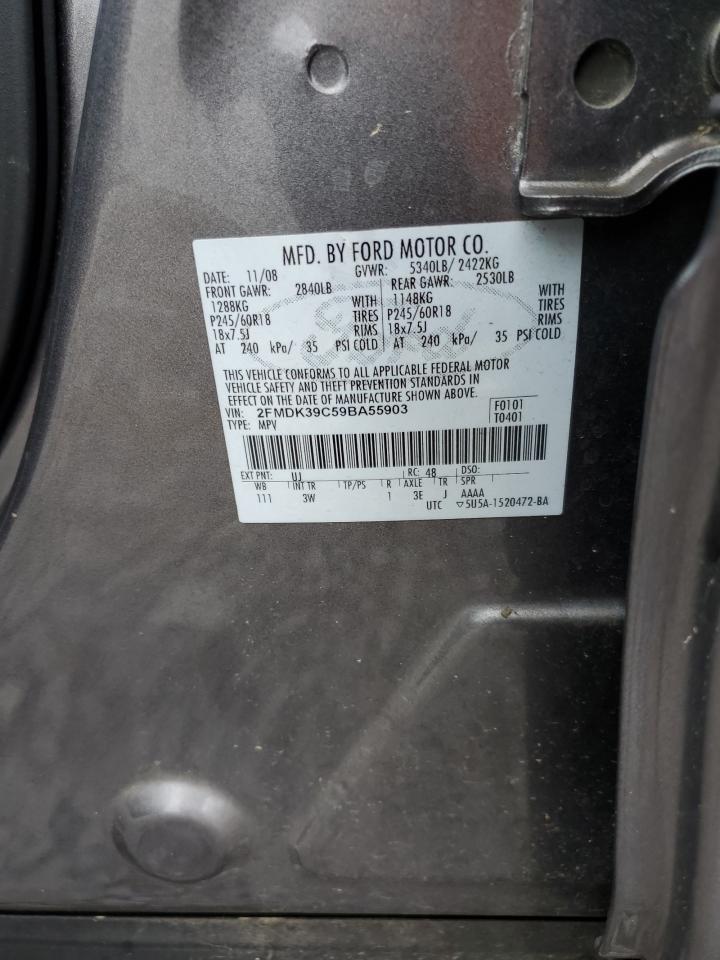 MFD. BY FORD MOTOR CO.
DATE: 11/08 GVWR: 5340LB/ 2422KG
FRONT GAWR: 2840LB REAR GAWR: 2530LB
1288KG WITH 1148KG WITH
P245/60R18 TIRES P245/60R18 TIRES
18x7.5J RIMS 18x7.5J RIMS
AT 240 kPa/ 35 PSI COLD AT 240 kPa/ 35 PSI COLD
THIS VEHICLE CONFORMS TO ALL APPLICABLE FEDERAL MOTOR
VEHICLE SAFETY AND THEFT PREVENTION STANDARDS IN
EFFECT ON THE DATE OF MANUFACTURE SHOWN ABOVE.
VIN: 2FMDK39C59BA55903 F0101
TYPE: MPV T0401
EXT PNT: UJ RC: 48 DSO:
WB INT TR TP/PS R AXLE TR SPR
111 3W 1 3E J AAAA
UTC ▽5U5A-1520472-BA
Ford